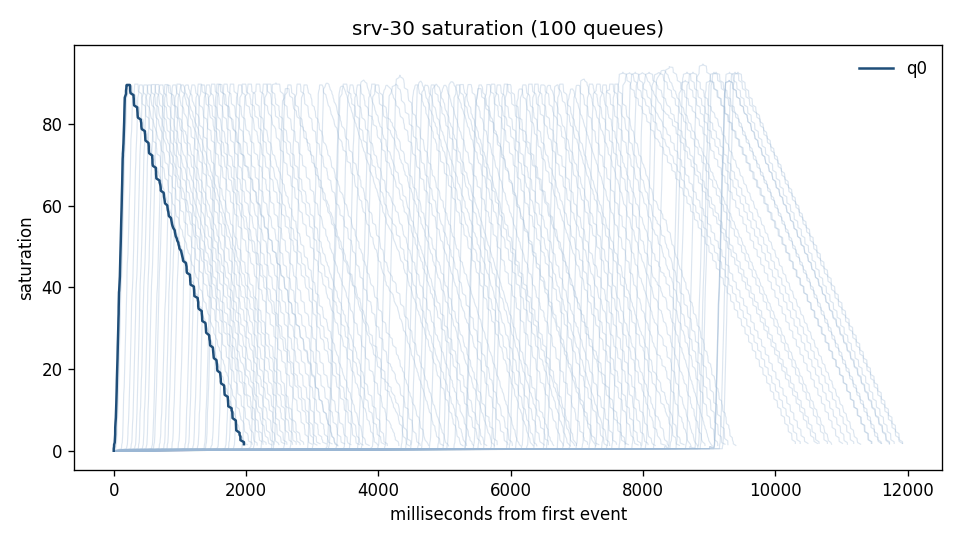 srv-30 saturation (100 queues)
q0
saturation
80
60
40
20
0
0 2000 4000 6000 8000 10000 12000
milliseconds from first event